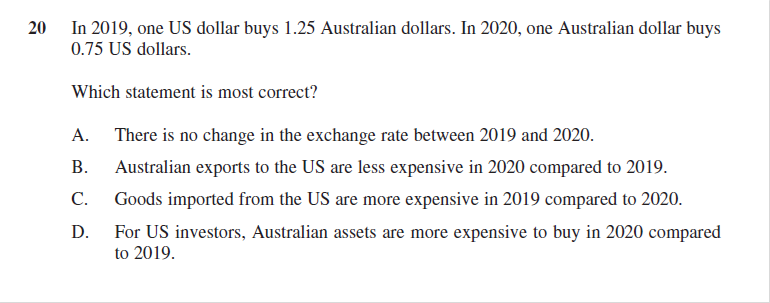 20 In 2019, one US dollar buys 1.25 Australian dollars. In 2020, one Australian dollar buys
0.75 US dollars.
Which statement is most correct?
A. There is no change in the exchange rate between 2019 and 2020.
B. Australian exports to the US are less expensive in 2020 compared to 2019.
C. Goods imported from the US are more expensive in 2019 compared to 2020.
D. For US investors, Australian assets are more expensive to buy in 2020 compared
to 2019.